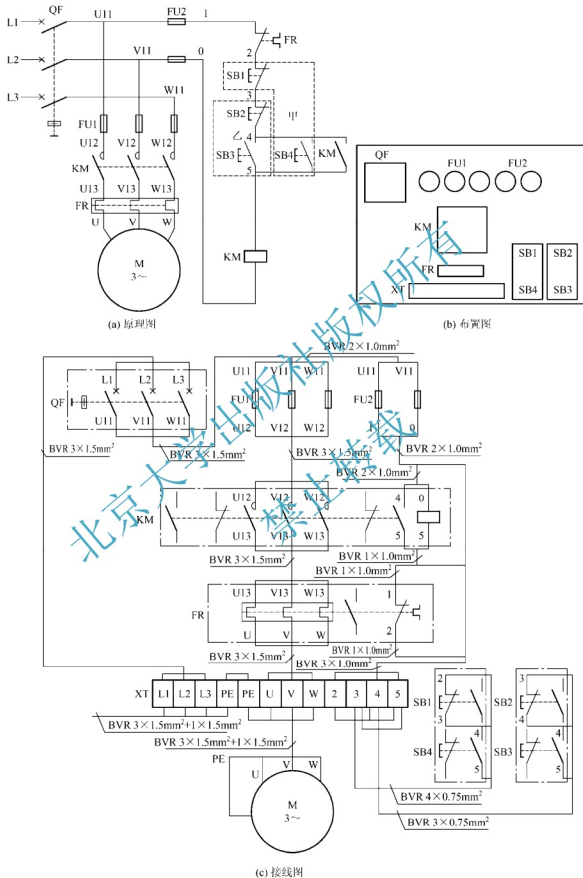 L1 QF U11 FU2 1
L2 V11 0
L3 W11
FU1
U12 V12 W12
KM
U13 V13 W13
FR
U V W
M
3～
FR
2
SB1
3
SB2 甲
乙 4
SB3 SB4 KM
5
KM
(a) 原理图
QF FU1 FU2
KM
FR
XT
SB1 SB2
SB4 SB3
(b) 布置图
L1 L2 L3
QF
U11 V11 W11
BVR 3×1.5mm²
BVR 3×1.5mm²
BVR 2×1.0mm²
U11 V11 W11 U11 V11
FU1 FU2
U12 V12 W12 1 0
BVR 3×1.5mm²
BVR 2×1.0mm²
BVR 2×1.0mm²
U12 V12 W12 4 0
KM
U13 V13 W13 5 5
BVR 3×1.5mm²
BVR 1×1.0mm²
BVR 1×1.0mm²
U13 V13 W13 1
FR
U V W 2
BVR 3×1.5mm²
BVR 1×1.0mm²
BVR 3×1.0mm²
XT L1 L2 L3 PE PE U V W 2 3 4 5
BVR 3×1.5mm²+1×1.5mm²
BVR 3×1.5mm²+1×1.5mm²
PE
U V W
M
3～
2 3
SB1 SB2
3 4 4 4
SB4 SB3
5 5
BVR 4×0.75mm²
BVR 3×0.75mm²
(c) 接线图
北京大学出版社版权所有
禁止转载